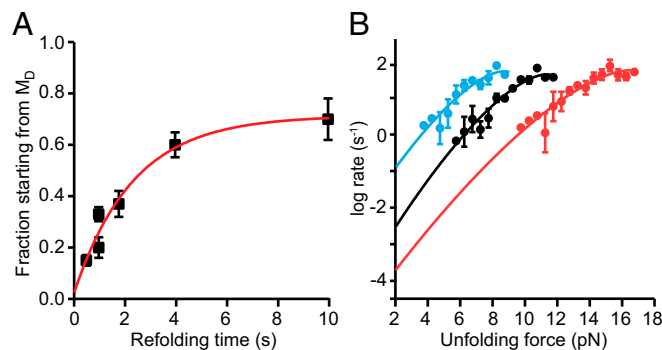 A
B
Fraction starting from M_D
1.0
0.8
0.6
0.4
0.2
0.0
0 2 4 6 8 10
Refolding time (s)
log rate (s⁻¹)
2
0
-2
-4
2 4 6 8 10 12 14 16 18
Unfolding force (pN)